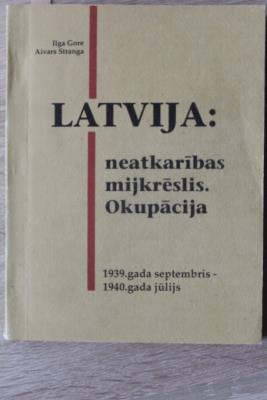 Ilga Gore
Aivars Stranga
LATVIJA:
neatkarības
mijkrēslis.
Okupācija
1939.gada septembris -
1940.gada jūlijs